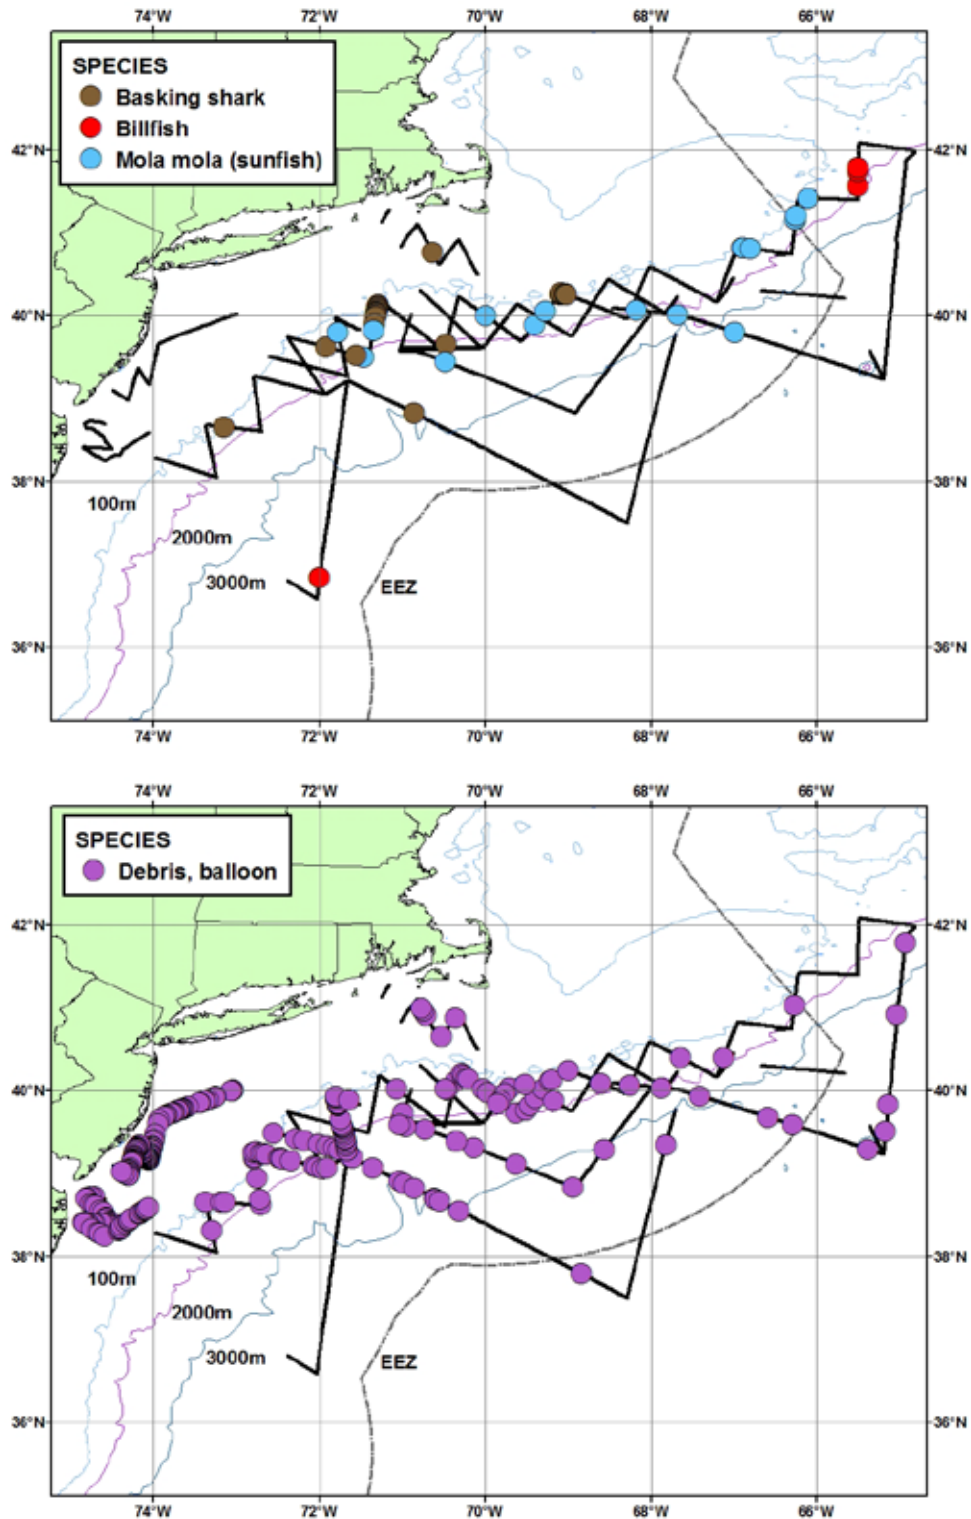 74°W 72°W 70°W 68°W 66°W
SPECIES
Basking shark
Billfish
Mola mola (sunfish)
42°N 42°N
40°N 40°N
38°N 38°N
100m
2000m
3000m
EEZ
36°N 36°N
74°W 72°W 70°W 68°W 66°W
74°W 72°W 70°W 68°W 66°W
SPECIES
Debris, balloon
42°N 42°N
40°N 40°N
38°N 38°N
100m
2000m
3000m
EEZ
36°N 36°N
74°W 72°W 70°W 68°W 66°W